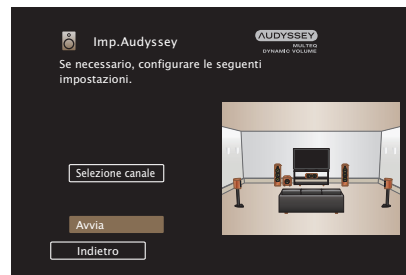 Imp.Audyssey
AUDYSSEY
MULTEQ
DYNAMIC VOLUME
Se necessario, configurare le seguenti
impostazioni.
Selezione canale
Avvia
Indietro